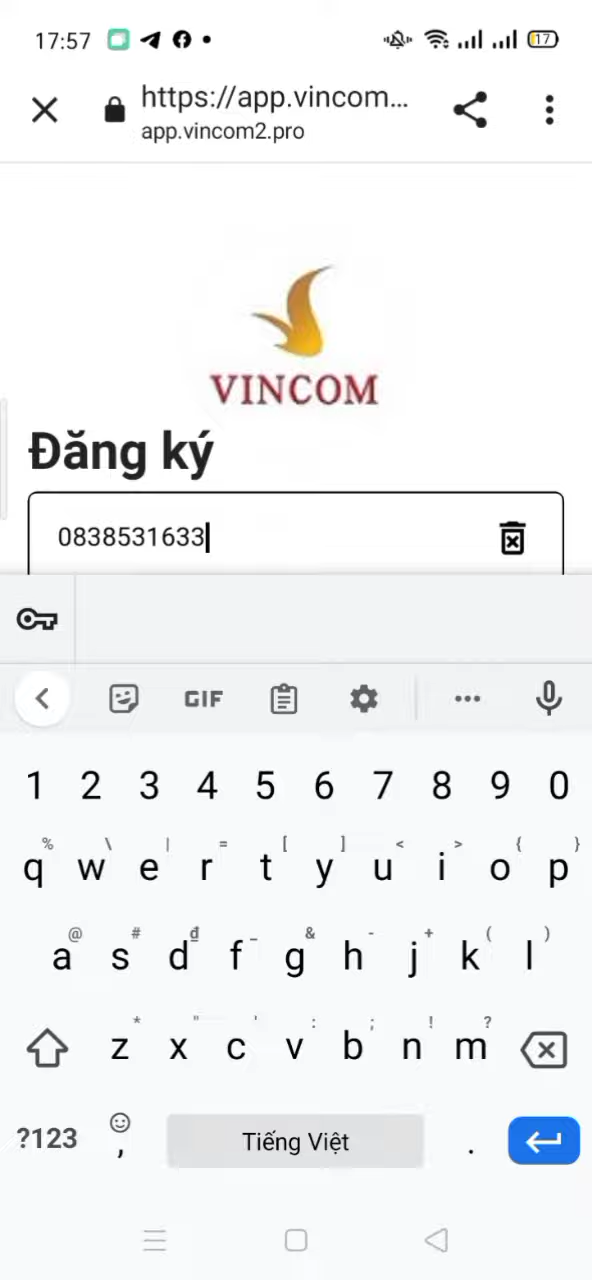 17:57
17
https://app.vincom...
app.vincom2.pro
VINCOM
Đăng ký
0838531633
GIF
1 2 3 4 5 6 7 8 9 0
% \ | = [ ] < > { }
q w e r t y u i o p
@ # ₫ _ & - + ( )
a s d f g h j k l
* " ' : ; ! ?
z x c v b n m
?123 , Tiếng Việt .